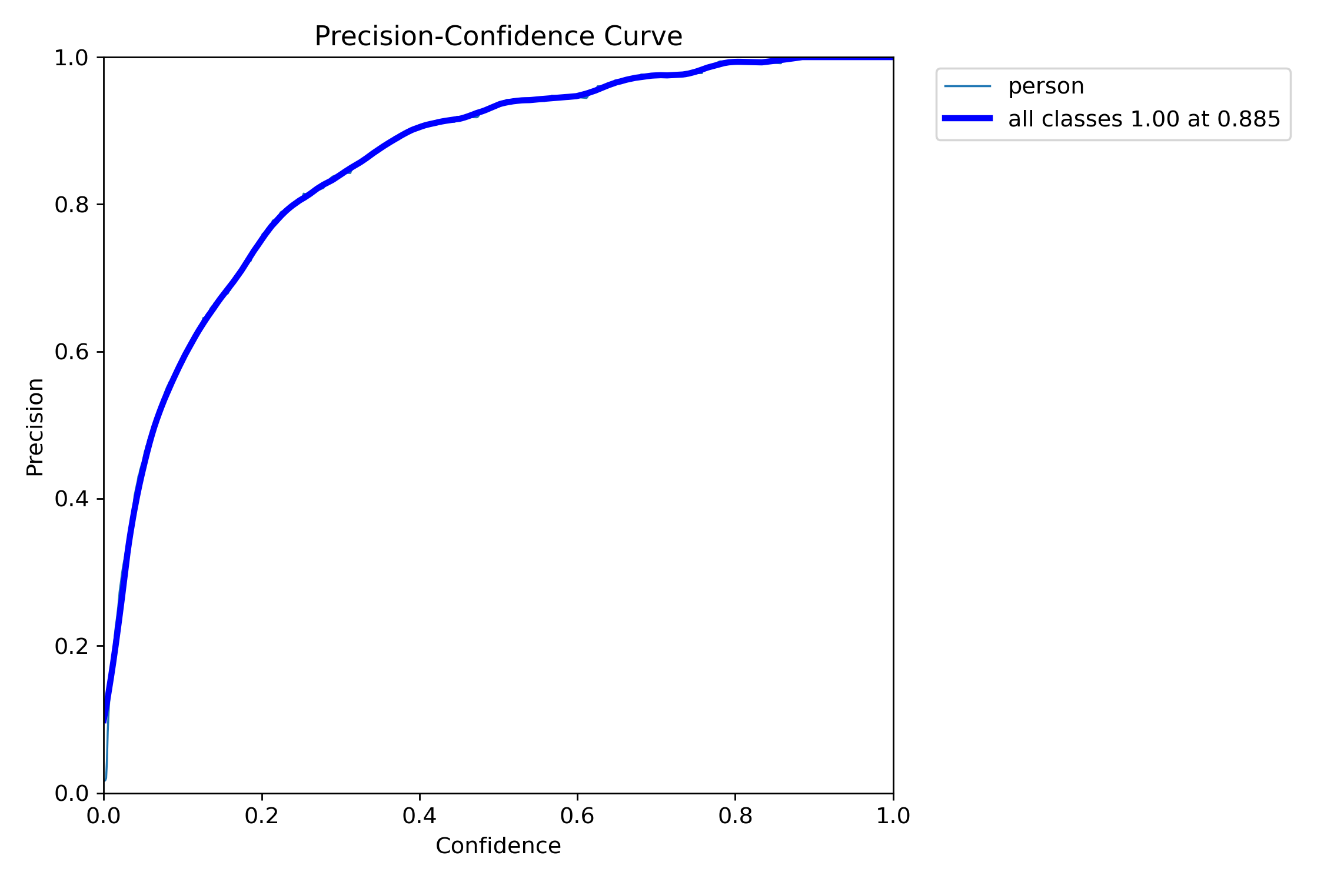 Precision-Confidence Curve
1.0
0.8
0.6
0.4
0.2
0.0
Precision
0.0 0.2 0.4 0.6 0.8 1.0
Confidence
person
all classes 1.00 at 0.885